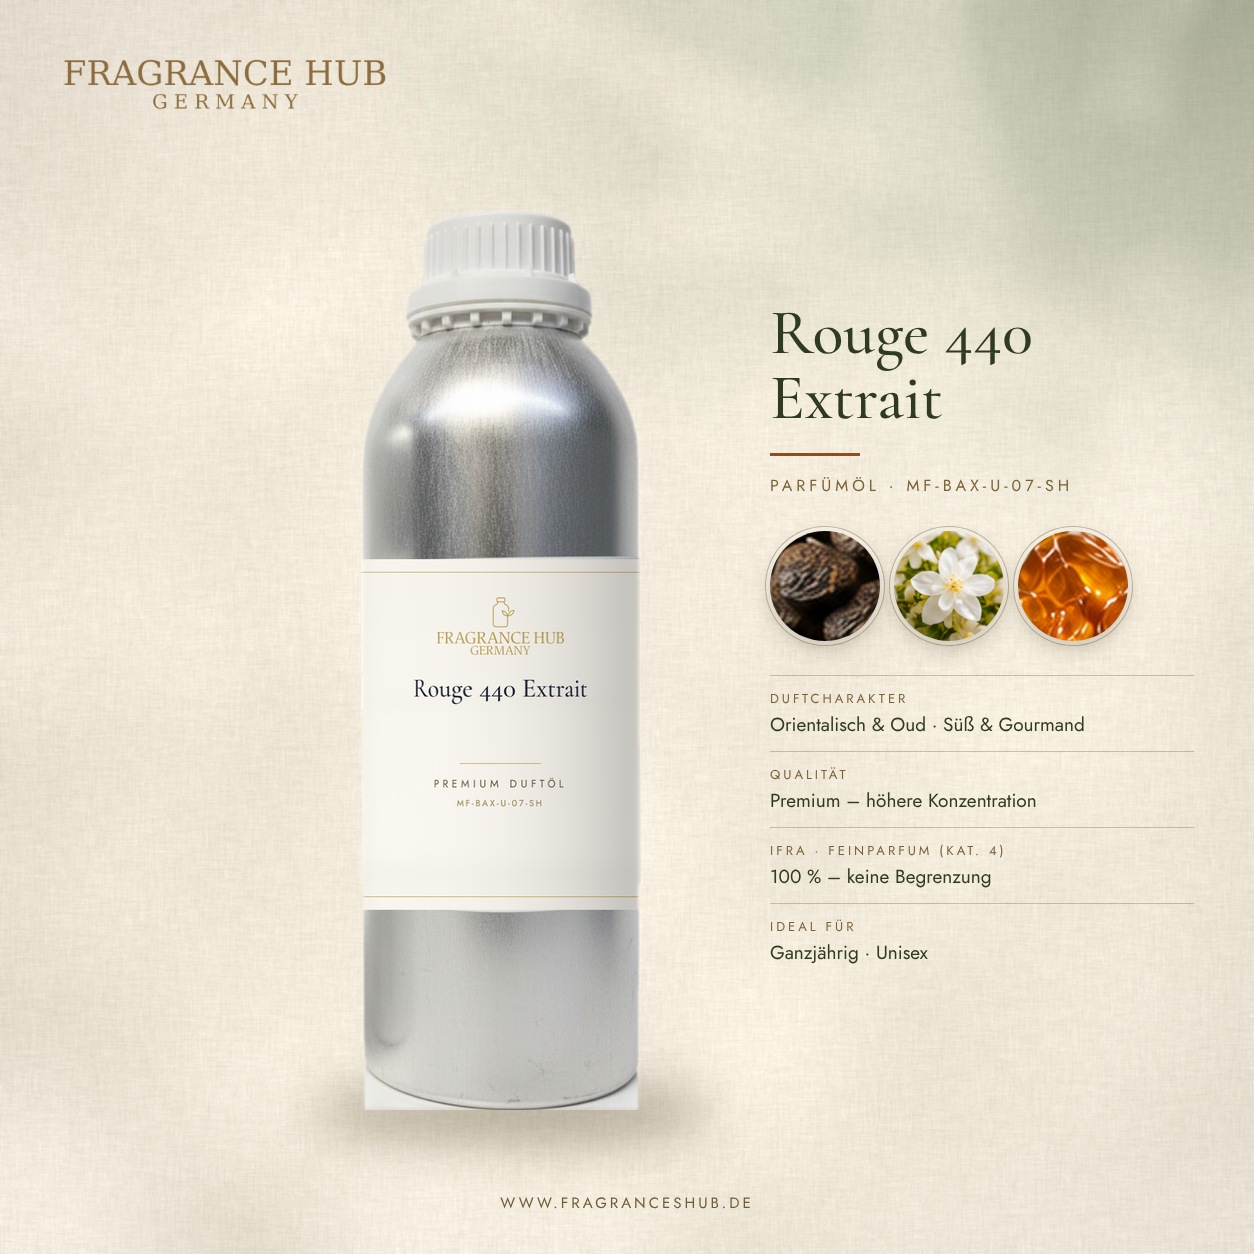 FRAGRANCE HUB
GERMANY
FRAGRANCE HUB
GERMANY
Rouge 440 Extrait
PREMIUM DUFTÖL
MF-BAX-U-07-SH
Rouge 440
Extrait
PARFÜMÖL · MF-BAX-U-07-SH
DUFTCHARAKTER
Orientalisch & Oud · Süß & Gourmand
QUALITÄT
Premium – höhere Konzentration
IFRA · FEINPARFUM (KAT. 4)
100 % – keine Begrenzung
IDEAL FÜR
Ganzjährig · Unisex
WWW.FRAGRANCESHUB.DE